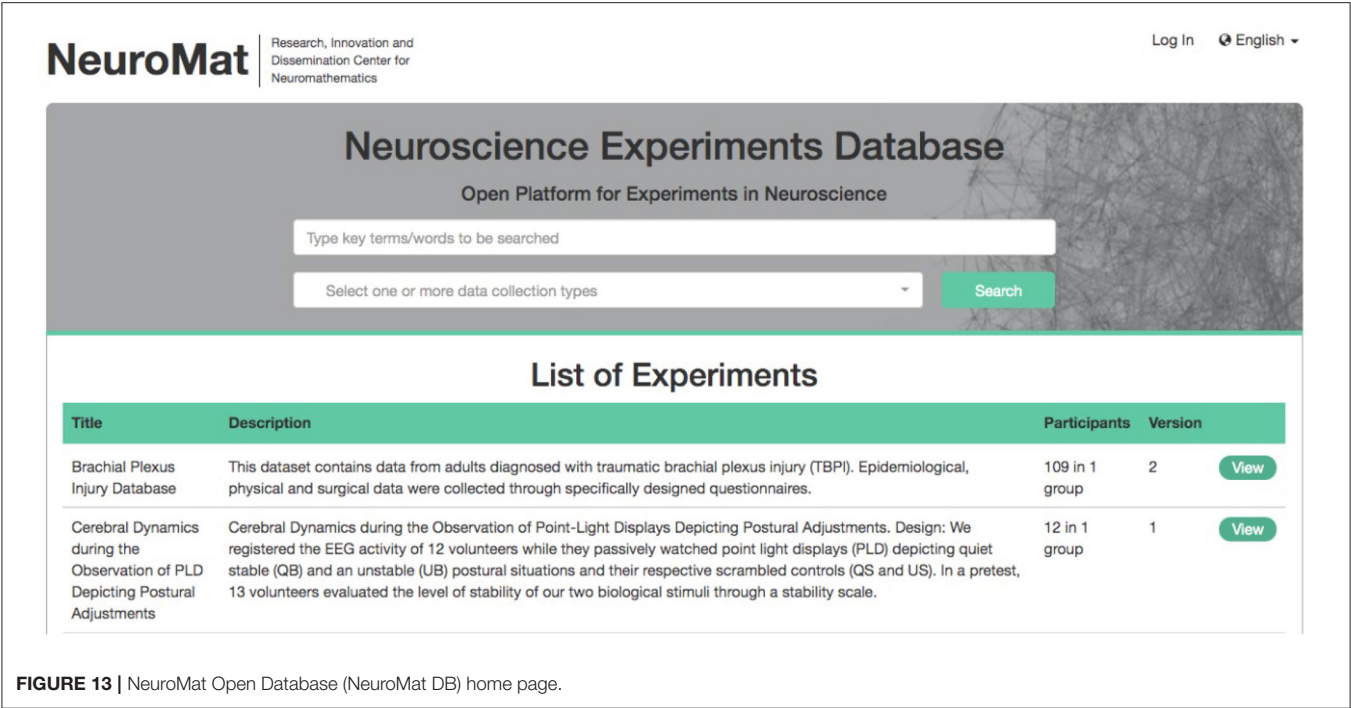 NeuroMat
Research, Innovation and
Dissemination Center for
Neuromathematics
Log In
English
Neuroscience Experiments Database
Open Platform for Experiments in Neuroscience
Type key terms/words to be searched
Select one or more data collection types
Search
List of Experiments
Title Description Participants Version
Brachial Plexus
Injury Database
This dataset contains data from adults diagnosed with traumatic brachial plexus injury (TBPI). Epidemiological,
physical and surgical data were collected through specifically designed questionnaires.
109 in 1
group
2
View
Cerebral Dynamics
during the
Observation of PLD
Depicting Postural
Adjustments
Cerebral Dynamics during the Observation of Point-Light Displays Depicting Postural Adjustments. Design: We
registered the EEG activity of 12 volunteers while they passively watched point light displays (PLD) depicting quiet
stable (QB) and an unstable (UB) postural situations and their respective scrambled controls (QS and US). In a pretest,
13 volunteers evaluated the level of stability of our two biological stimuli through a stability scale.
12 in 1
group
1
View
FIGURE 13 | NeuroMat Open Database (NeuroMat DB) home page.